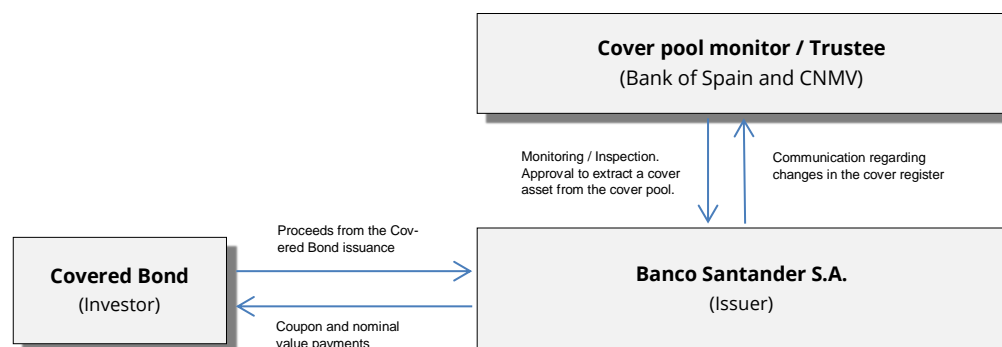 Cover pool monitor / Trustee
(Bank of Spain and CNMV)
Monitoring / Inspection.
Approval to extract a cover
asset from the cover pool.
Communication regarding
changes in the cover register
Proceeds from the Cov-
ered Bond issuance
Covered Bond
(Investor)
Banco Santander S.A.
(Issuer)
Coupon and nominal
value payments